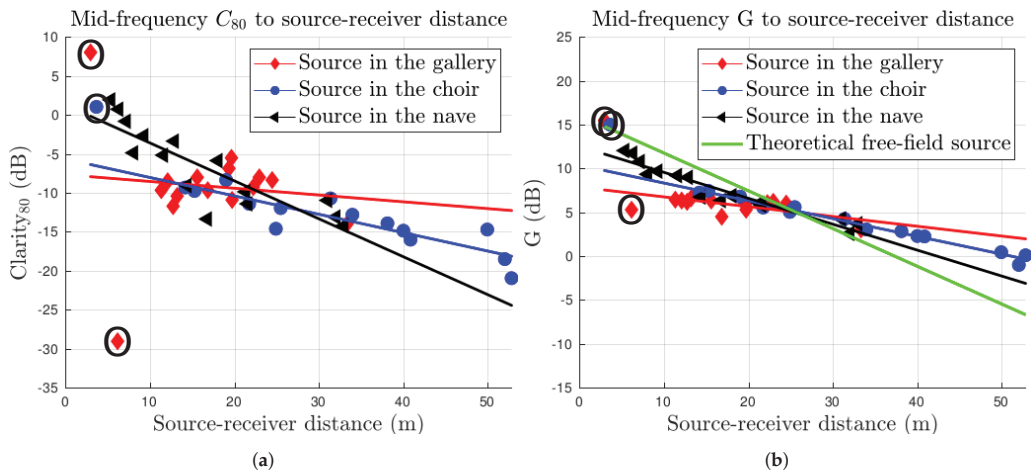 Mid-frequency C80 to source-receiver distance
10
5
0
-5
-10
-15
-20
-25
-30
-35
Clarity80 (dB)
Source in the gallery
Source in the choir
Source in the nave
0 10 20 30 40 50
Source-receiver distance (m)
(a)
Mid-frequency G to source-receiver distance
25
20
15
10
5
0
-5
-10
-15
G (dB)
Source in the gallery
Source in the choir
Source in the nave
Theoretical free-field source
0 10 20 30 40 50
Source-receiver distance (m)
(b)